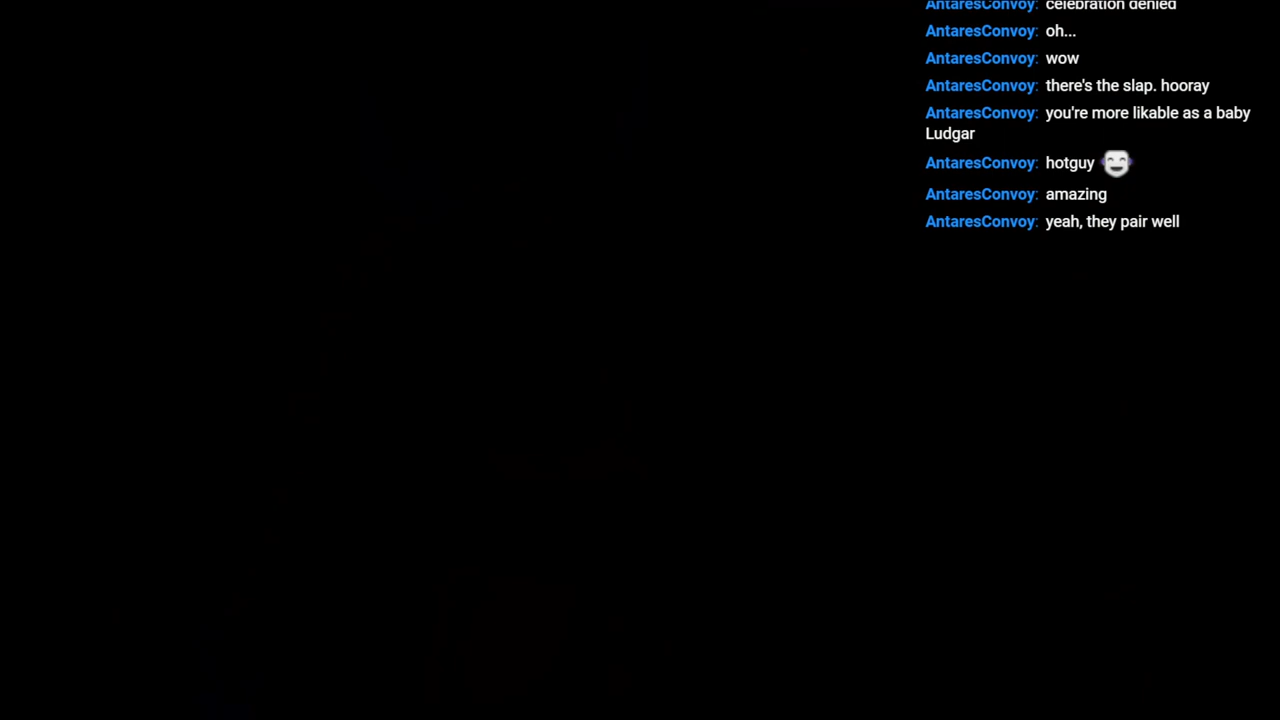 AntaresConvoy: celebration denied
AntaresConvoy: oh...
AntaresConvoy: wow
AntaresConvoy: there's the slap. hooray
AntaresConvoy: you're more likable as a baby
Ludgar
AntaresConvoy: hotguy
AntaresConvoy: amazing
AntaresConvoy: yeah, they pair well